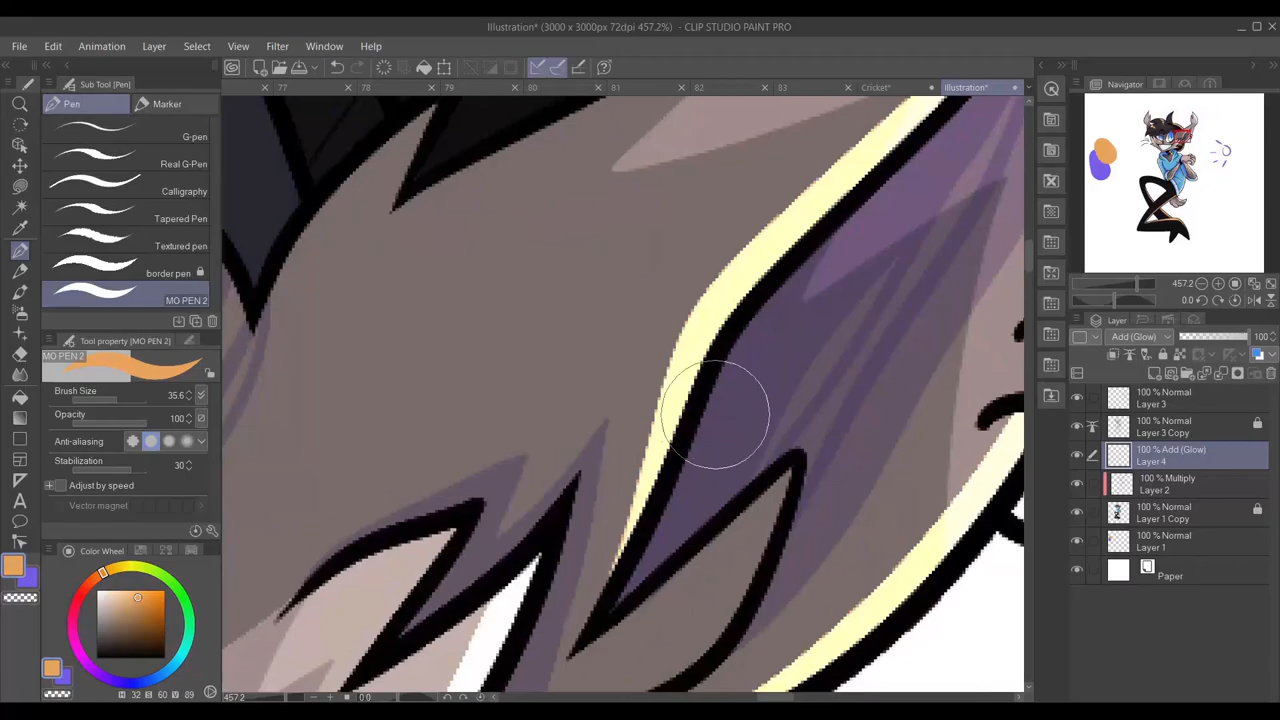 Illustration* (3000 x 3000px 72dpi 457.2%) - CLIP STUDIO PAINT PRO
File Edit Animation Layer Select View Filter Window Help
Sub Tool [Pen]
Pen Marker
G-pen
Real G-Pen
Calligraphy
Tapered Pen
Textured pen
border pen
MO PEN 2
Tool property [MO PEN 2]
MO PEN 2
Brush Size 35.6
Opacity 100
Anti-aliasing
Stabilization 30
Adjust by speed
Vector magnet
Color Wheel
H 32 S 60 V 89
77 78 79 80 81 82 83 Cricket* Illustration*
457.2 0.0
Navigator
457.2
0.0
Layer
Add (Glow) 100
100 % Normal
Layer 3
100 % Normal
Layer 3 Copy
100 % Add (Glow)
Layer 4
100 % Multiply
Layer 2
100 % Normal
Layer 1 Copy
100 % Normal
Layer 1
Paper